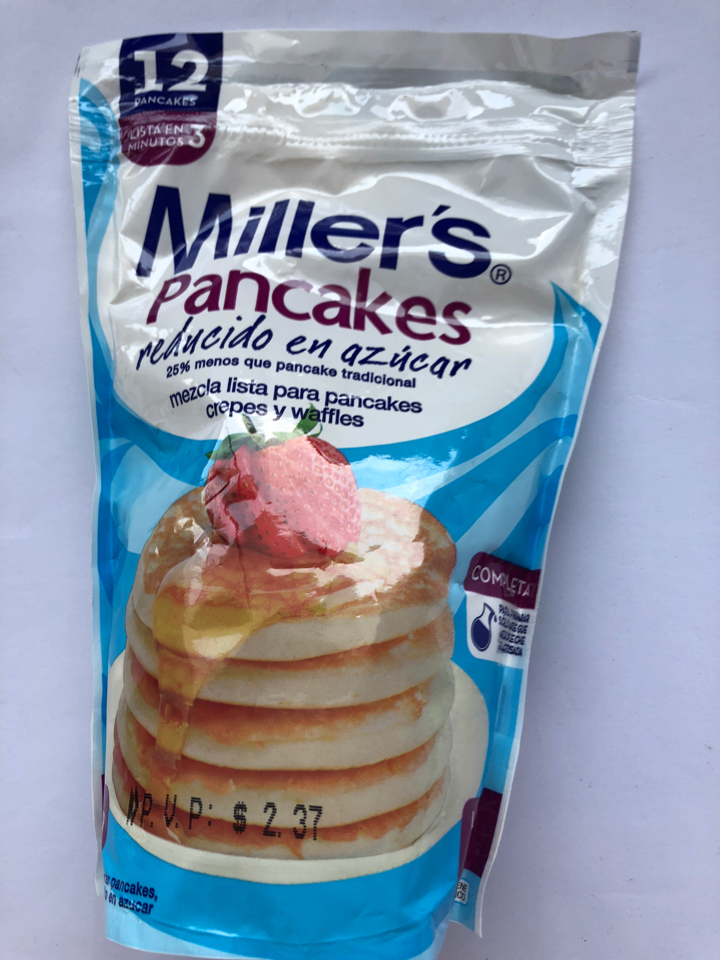 12
PANCAKES
LISTA EN
MINUTOS 3
Miller's®
Pancakes
reducido en azúcar
25% menos que pancake tradicional
mezcla lista para pancakes
crepes y waffles
COMPLETA
P. V. P: $ 2. 37
pancakes,
en azúcar